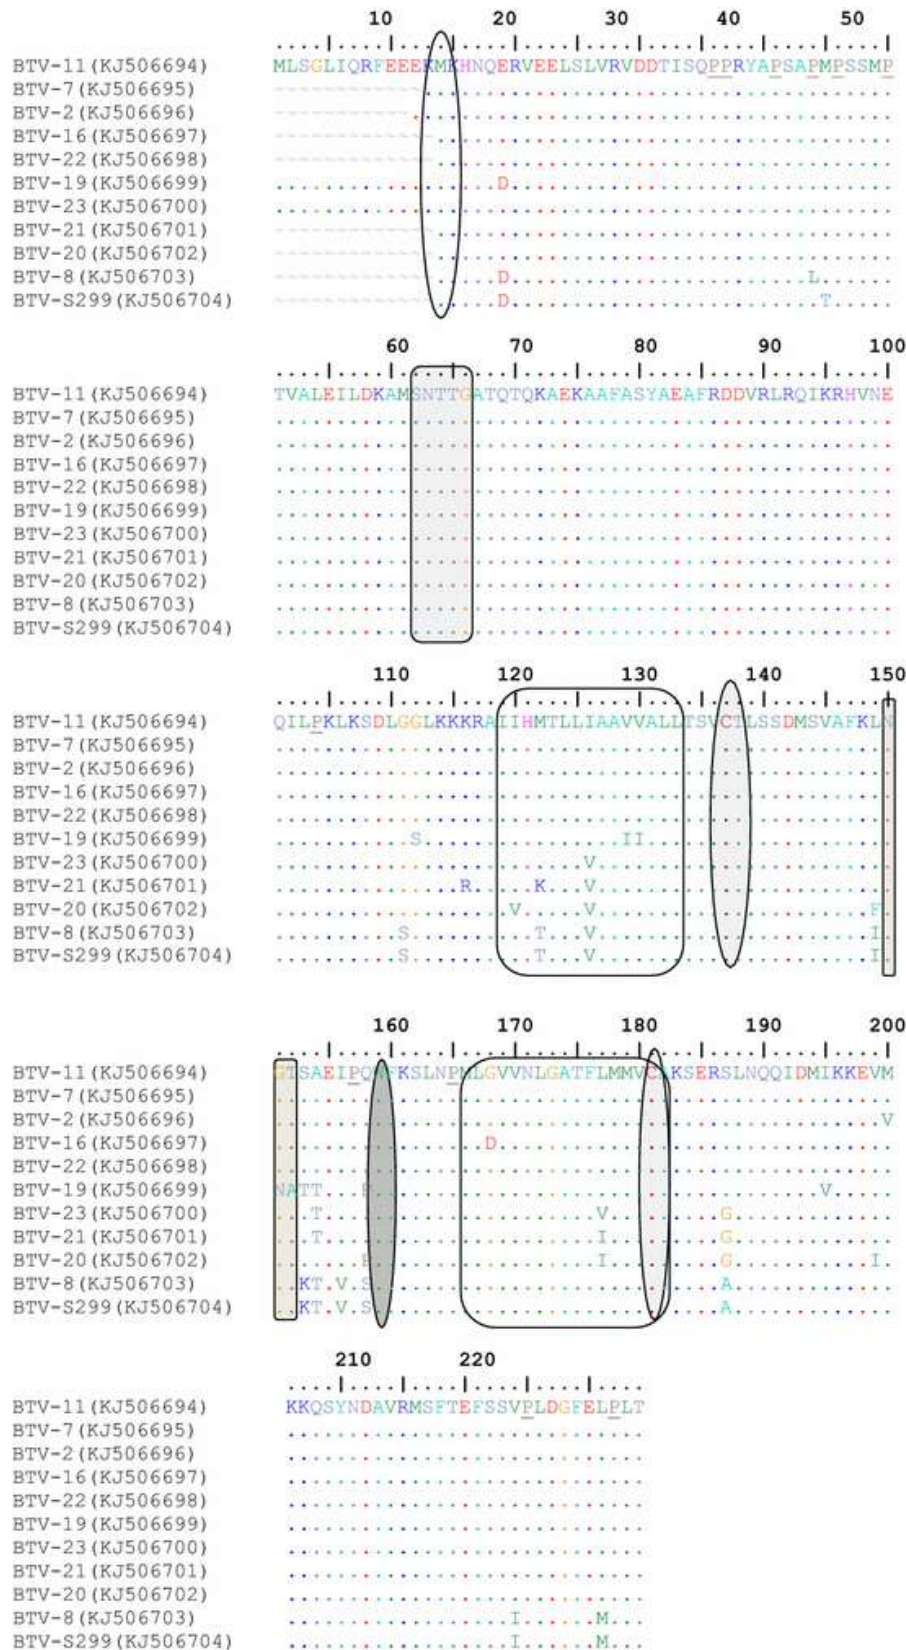 10 20 30 40 50
BTV-11(KJ506694) MLSGLIQRFEEEKMKHNQERVEELSLVRVDDTISQPPRYAPSAPMPSSMP
BTV-7(KJ506695)
BTV-2(KJ506696)
BTV-16(KJ506697)
BTV-22(KJ506698)
BTV-19(KJ506699) D
BTV-23(KJ506700)
BTV-21(KJ506701)
BTV-20(KJ506702)
BTV-8(KJ506703) D L
BTV-S299(KJ506704) D T
60 70 80 90 100
BTV-11(KJ506694) TVALEILDKAMSNTTGATQTQKAEKAAFASYAEAFRDDVRLRQIKRHVNE
BTV-7(KJ506695)
BTV-2(KJ506696)
BTV-16(KJ506697)
BTV-22(KJ506698)
BTV-19(KJ506699)
BTV-23(KJ506700)
BTV-21(KJ506701)
BTV-20(KJ506702)
BTV-8(KJ506703)
BTV-S299(KJ506704)
110 120 130 140 150
BTV-11(KJ506694) QILPKLKSDLGGLKKKRAIIHMTLLIAAVVALLTSVCTLSSDMSVAFKLN
BTV-7(KJ506695)
BTV-2(KJ506696)
BTV-16(KJ506697)
BTV-22(KJ506698)
BTV-19(KJ506699) S II
BTV-23(KJ506700) V
BTV-21(KJ506701) R K V
BTV-20(KJ506702) V V F
BTV-8(KJ506703) S T V I
BTV-S299(KJ506704) S T V I
160 170 180 190 200
BTV-11(KJ506694) GTSAEIPQ FKSLNPMLGVVNLGATFLMMVC KSERSLNQQIDMIKKEVM
BTV-7(KJ506695)
BTV-2(KJ506696) V
BTV-16(KJ506697) D
BTV-22(KJ506698)
BTV-19(KJ506699) NATT V
BTV-23(KJ506700) T V G
BTV-21(KJ506701) T I G
BTV-20(KJ506702) I G I
BTV-8(KJ506703) KT V S A
BTV-S299(KJ506704) KT V S A
210 220
BTV-11(KJ506694) KKQSYNDAVRMSFTEFSSVPLDGFELPLT
BTV-7(KJ506695)
BTV-2(KJ506696)
BTV-16(KJ506697)
BTV-22(KJ506698)
BTV-19(KJ506699)
BTV-23(KJ506700)
BTV-21(KJ506701)
BTV-20(KJ506702)
BTV-8(KJ506703) I M
BTV-S299(KJ506704) I M